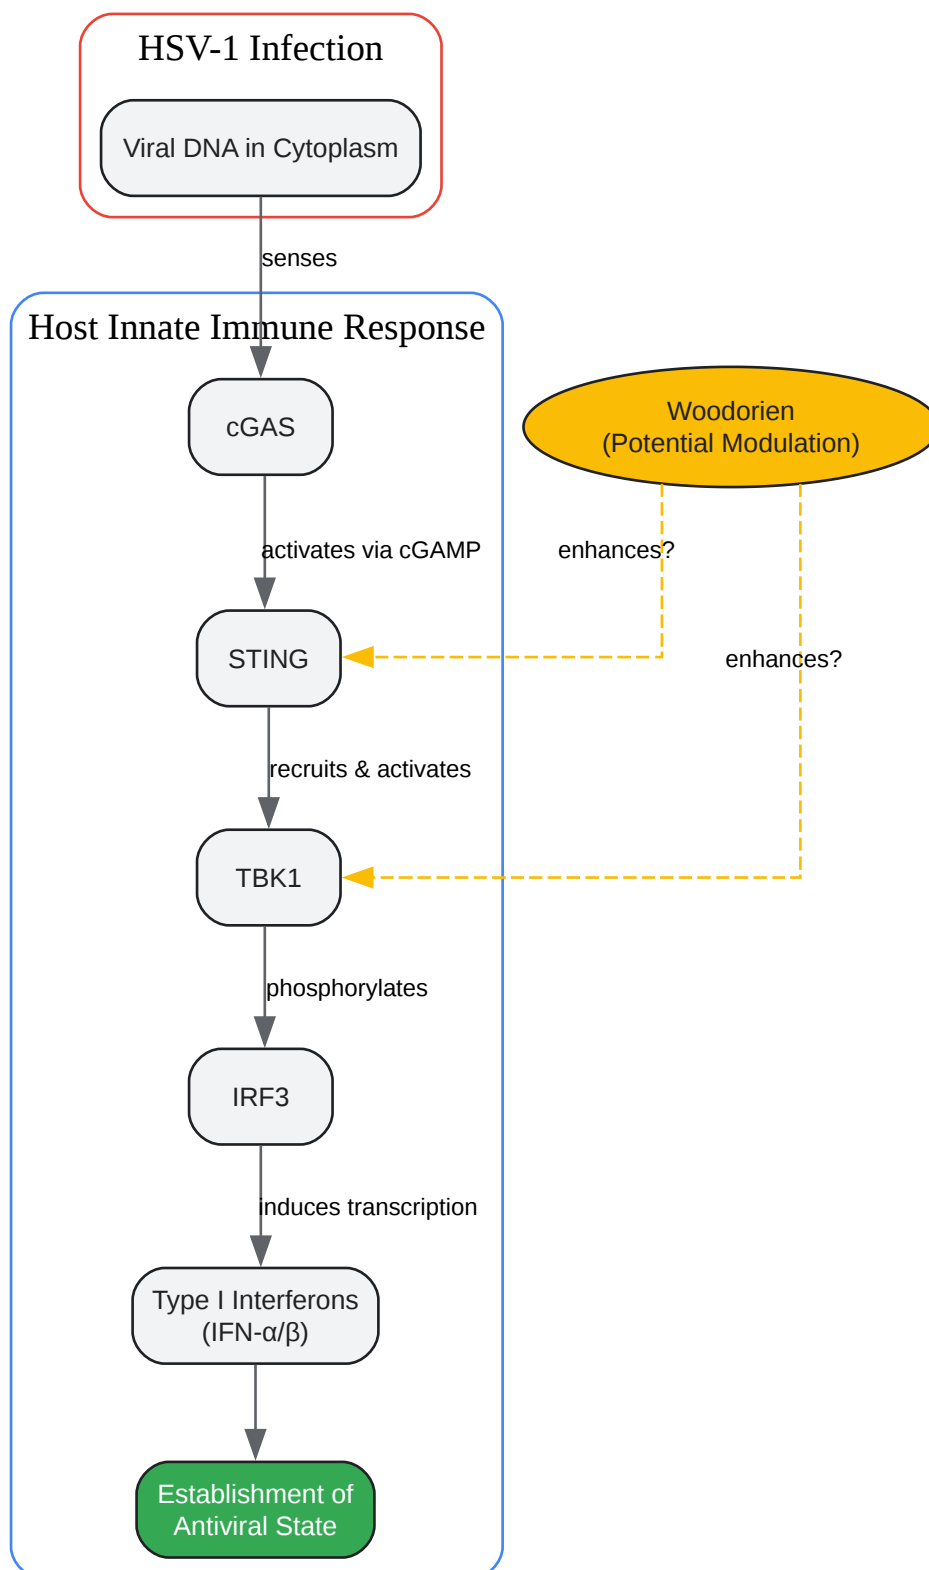 HSV-1 Infection
Viral DNA in Cytoplasm
senses
Host Innate Immune Response
cGAS
Woodorien
(Potential Modulation)
activates via cGAMP
enhances?
STING
enhances?
recruits & activates
TBK1
phosphorylates
IRF3
induces transcription
Type I Interferons
(IFN-α/β)
Establishment of
Antiviral State